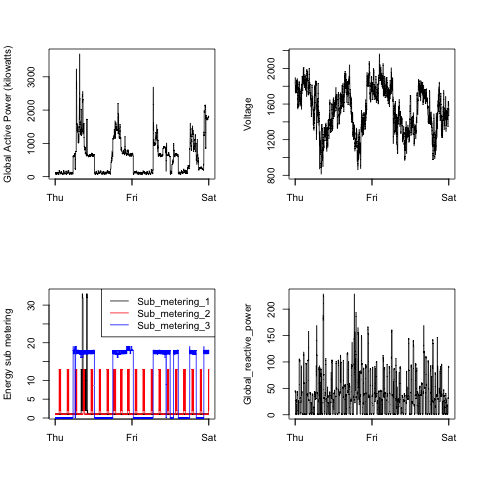 Global Active Power (kilowatts)
0 1000 2000 3000
Thu Fri Sat
Voltage
800 1200 1600 2000
Thu Fri Sat
Energy sub metering
0 5 10 20 30
Sub_metering_1
Sub_metering_2
Sub_metering_3
Thu Fri Sat
Global_reactive_power
0 50 100 150 200
Thu Fri Sat